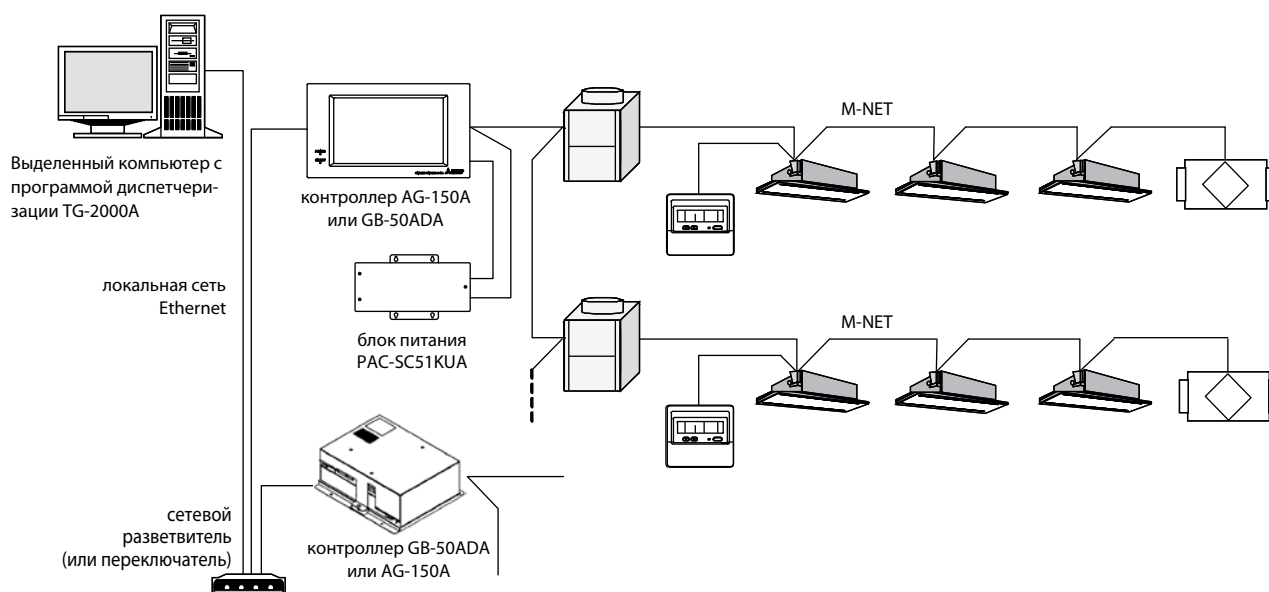 Выделенный компьютер с
программой диспетчери-
зации TG-2000A
контроллер AG-150A
или GB-50ADA
M-NET
локальная сеть
Ethernet
блок питания
PAC-SC51KUA
M-NET
сетевой
разветвитель
(или переключатель)
контроллер GB-50ADA
или AG-150A